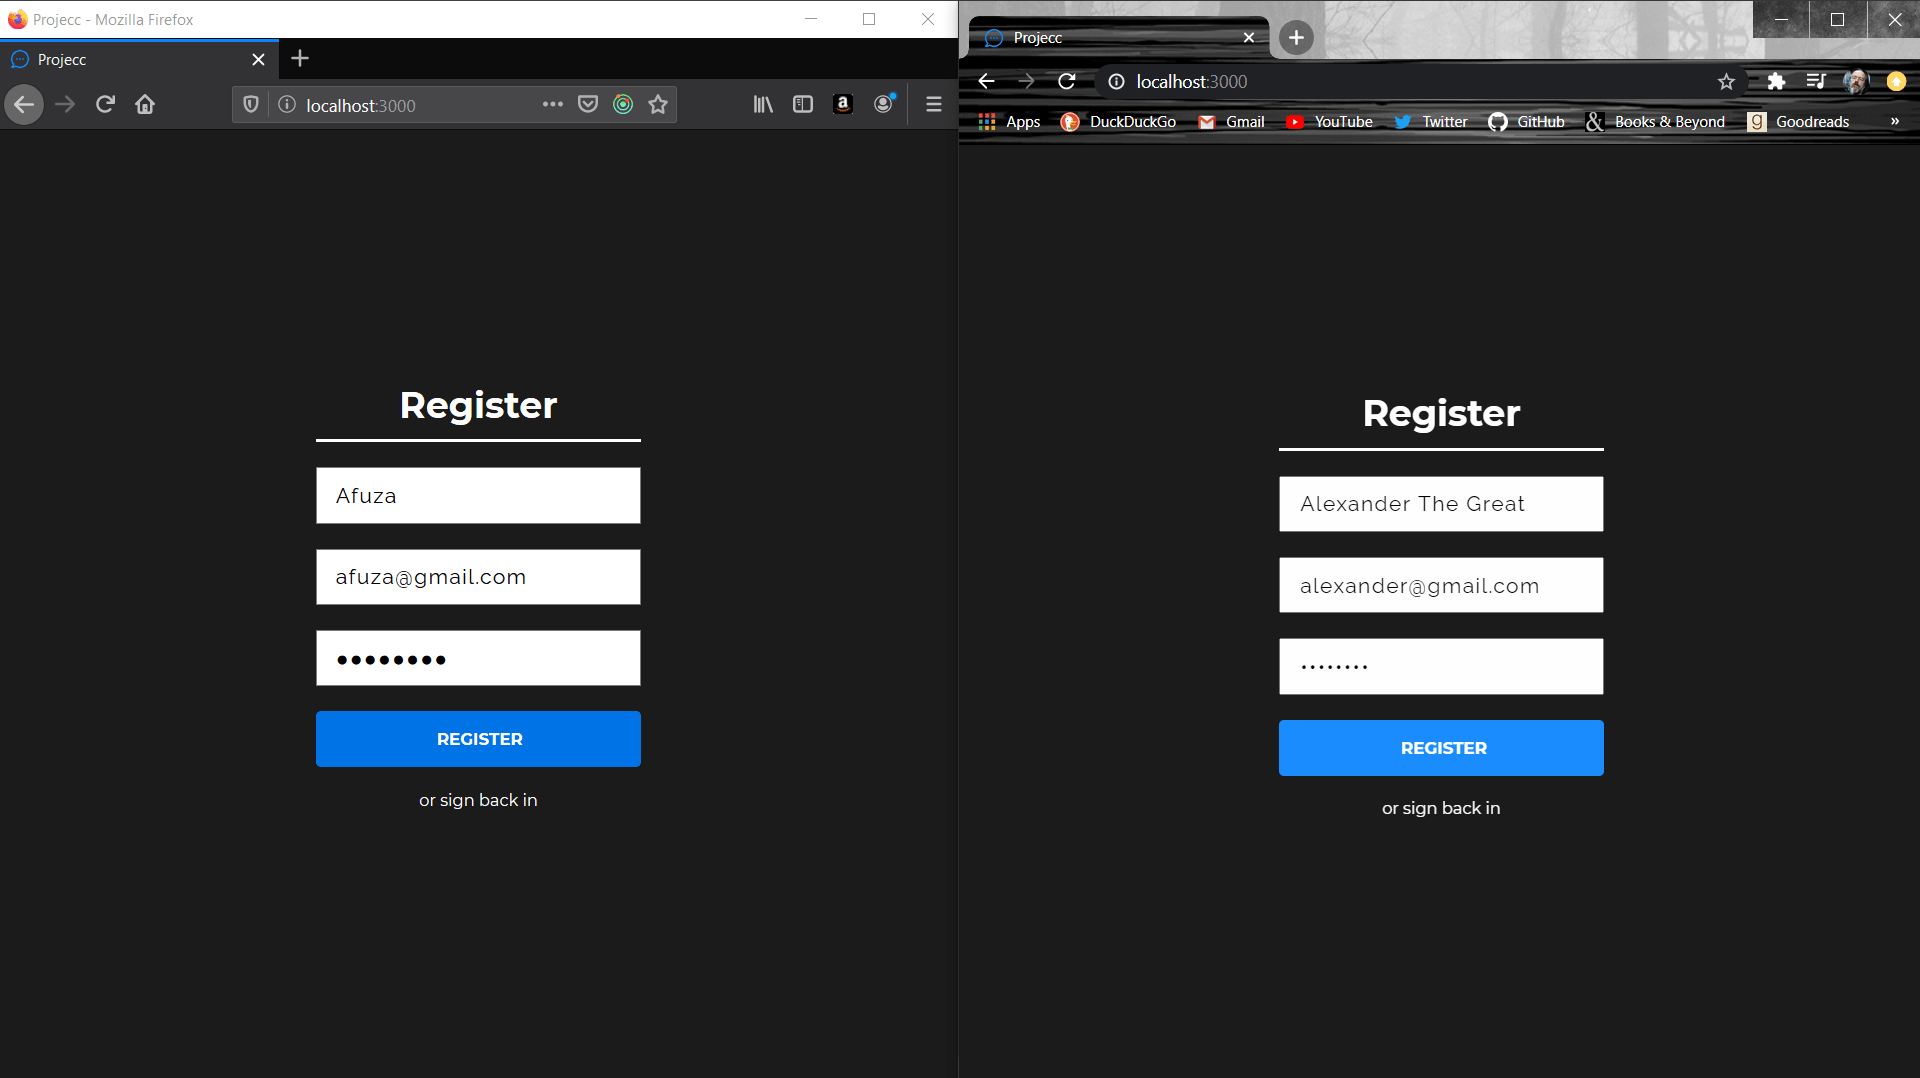 Projecc - Mozilla Firefox
Projecc
localhost:3000
Register
Afuza
afuza@gmail.com
••••••••
REGISTER
or sign back in
Projecc
localhost:3000
Apps DuckDuckGo Gmail YouTube Twitter GitHub & Books & Beyond g Goodreads »
Register
Alexander The Great
alexander@gmail.com
••••••••
REGISTER
or sign back in